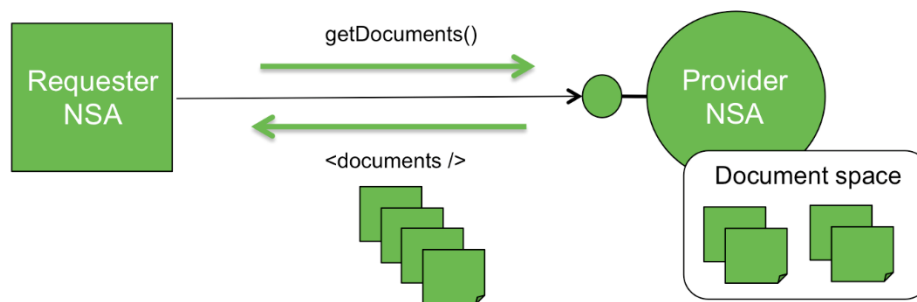 getDocuments()
Requester
NSA
Provider
NSA
<documents />
Document space